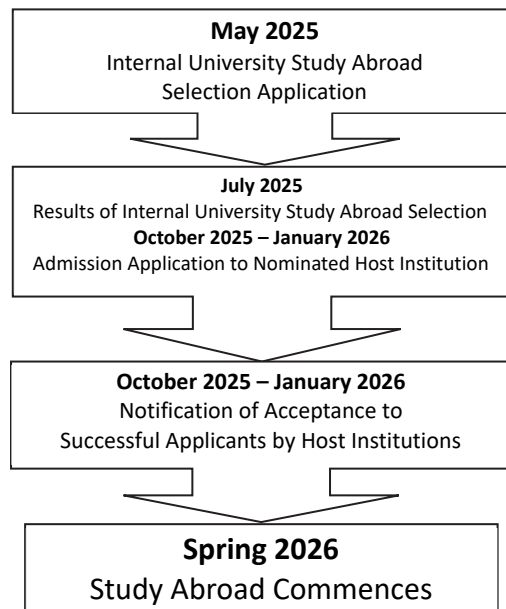 May 2025
Internal University Study Abroad
Selection Application
July 2025
Results of Internal University Study Abroad Selection
October 2025 – January 2026
Admission Application to Nominated Host Institution
October 2025 – January 2026
Notification of Acceptance to
Successful Applicants by Host Institutions
Spring 2026
Study Abroad Commences